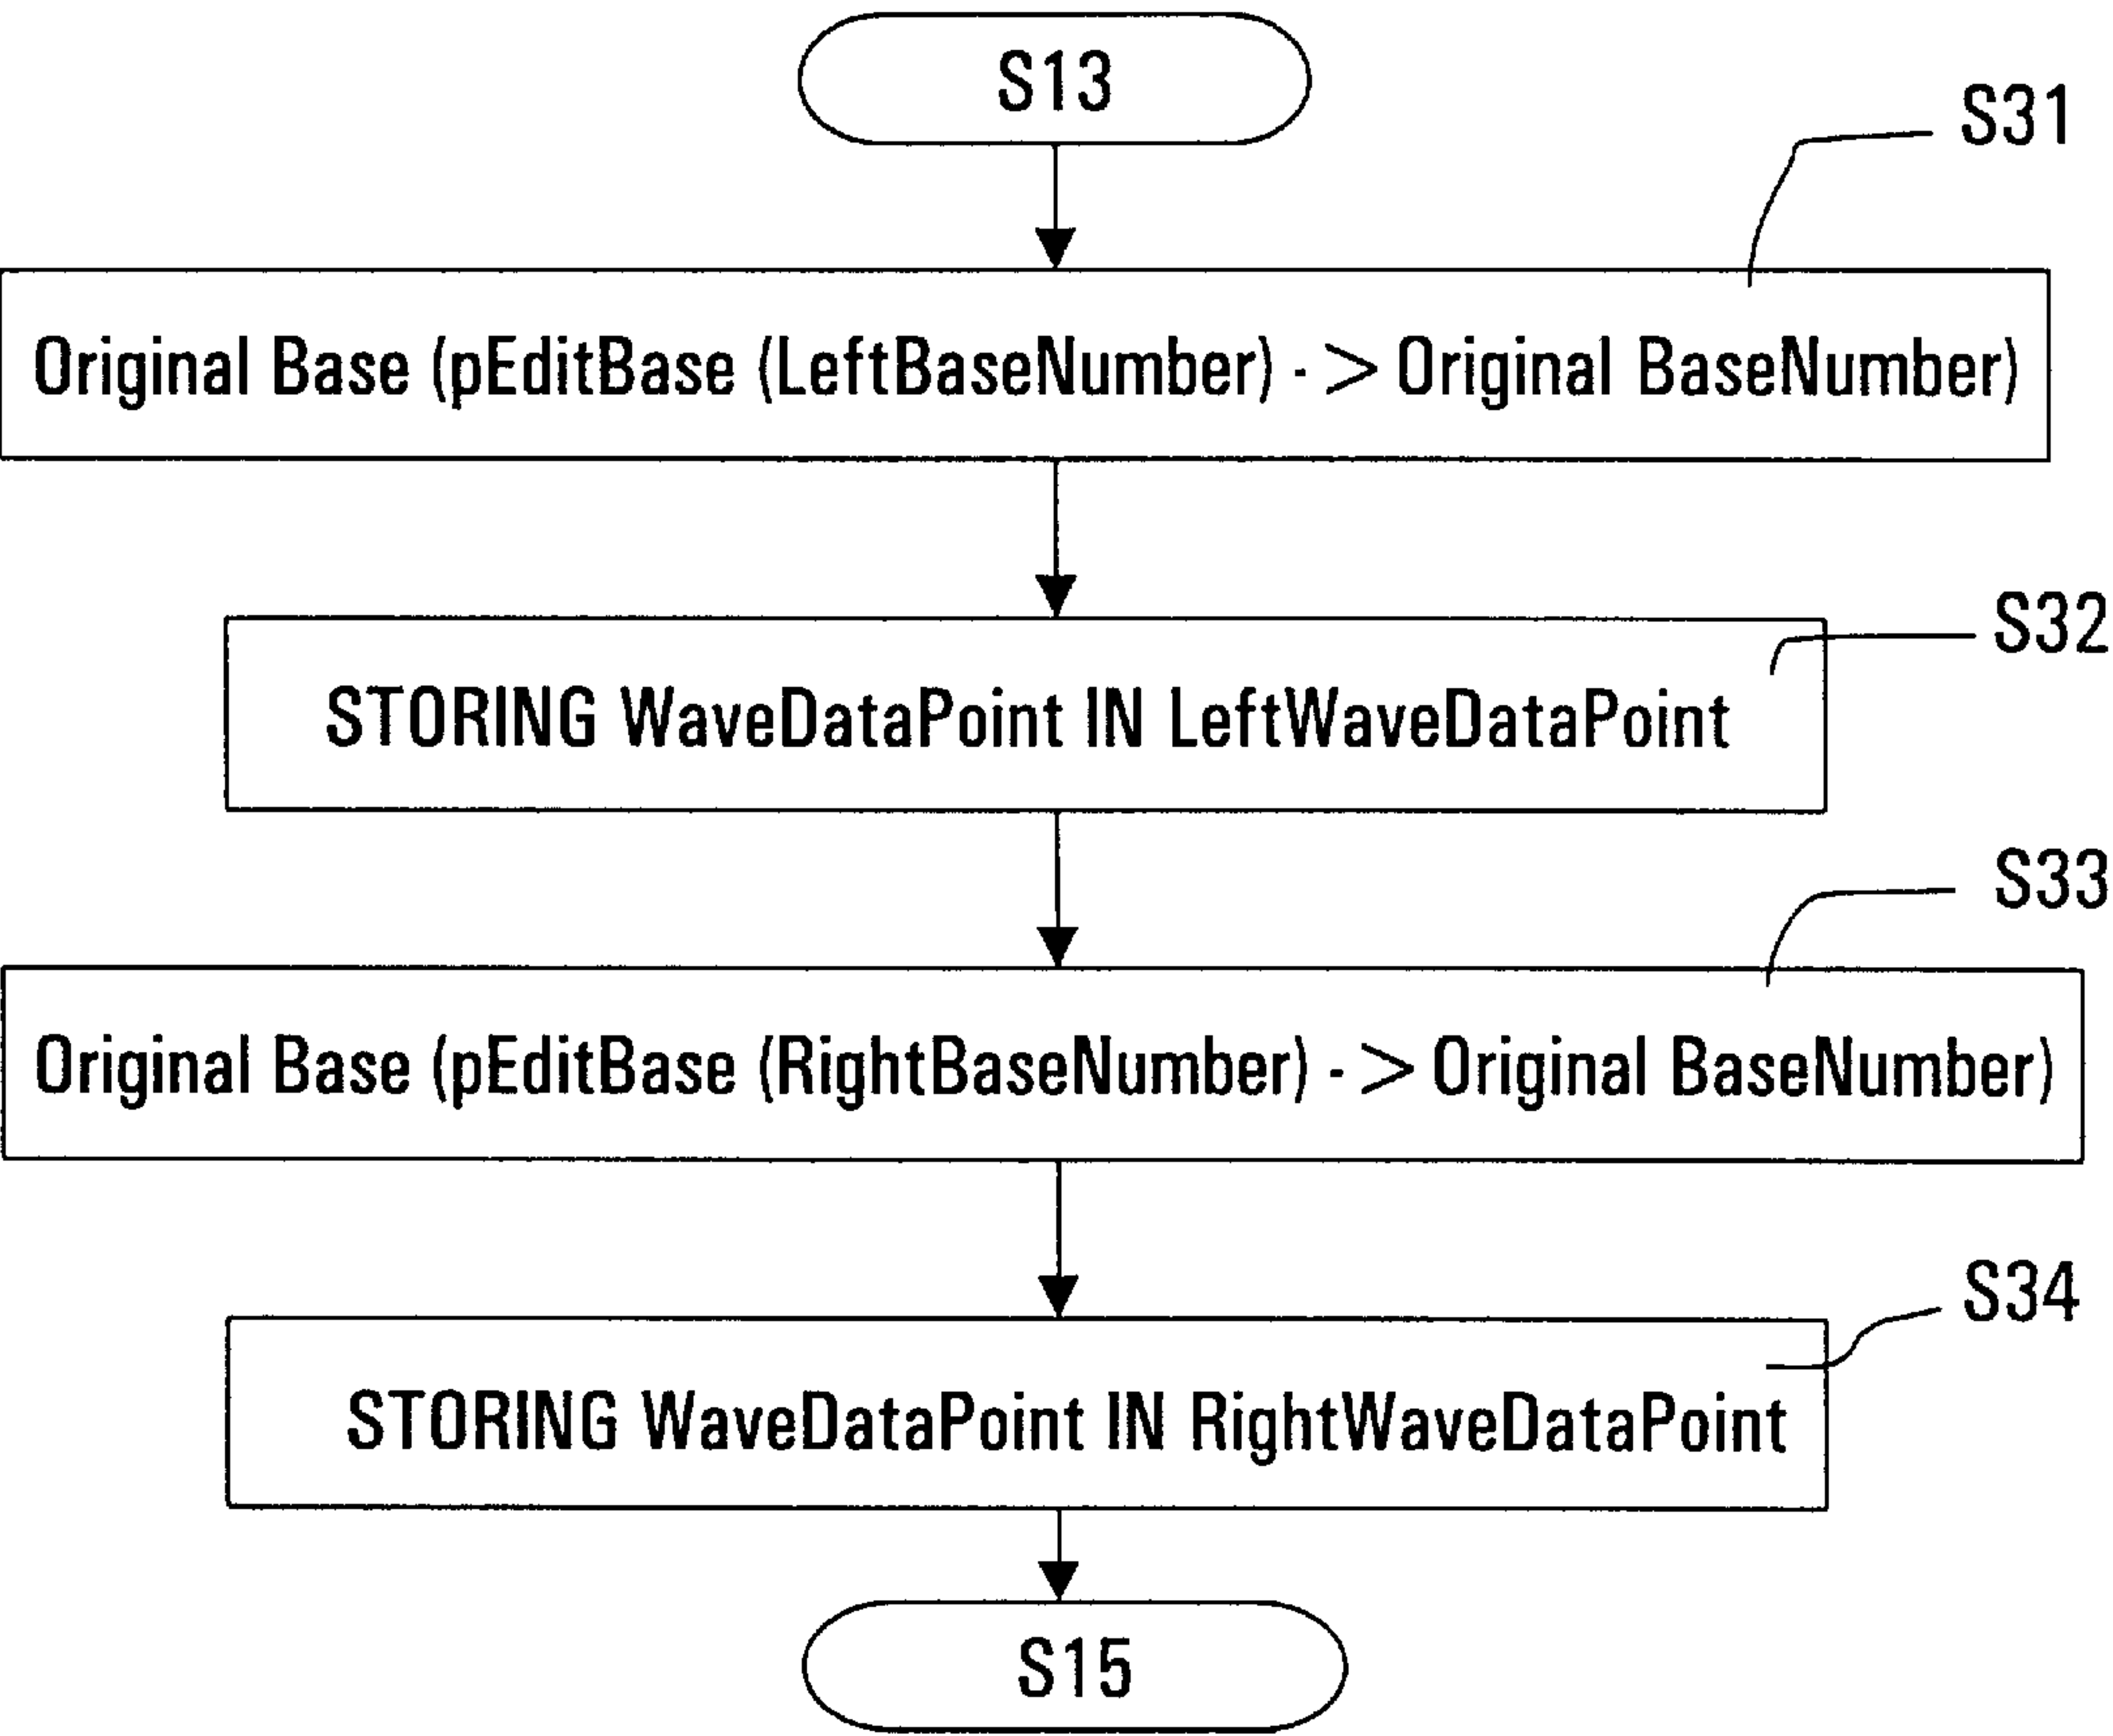 S13
S31
Original Base (pEditBase (LeftBaseNumber) - > Original BaseNumber)
S32
STORING WaveDataPoint IN LeftWaveDataPoint
S33
Original Base (pEditBase (RightBaseNumber) - > Original BaseNumber)
S34
STORING WaveDataPoint IN RightWaveDataPoint
S15